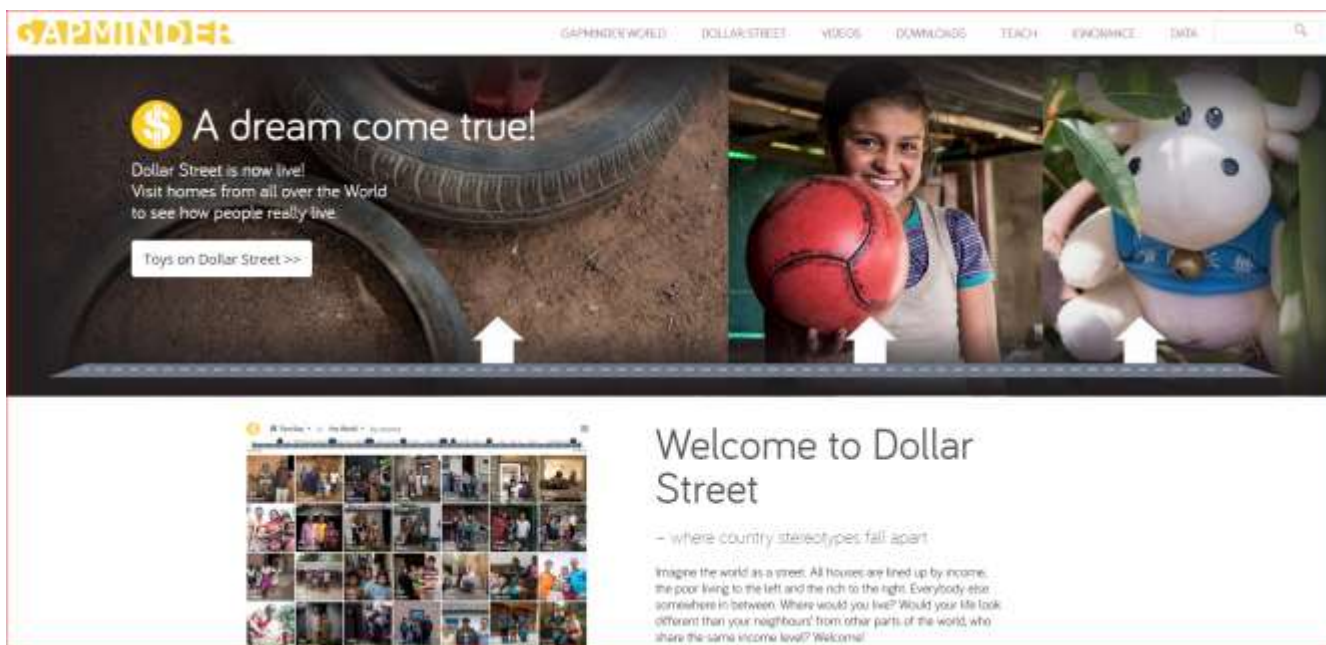 GAPMINDER
GAPMINDER WORLD DOLLAR STREET VIDEOS DOWNLOADS TEACH IGNORANCE DATA
$ A dream come true!
Dollar Street is now live!
Visit homes from all over the World
to see how people really live.
Toys on Dollar Street >>
Welcome to Dollar
Street
– where country stereotypes fall apart
Imagine the world as a street. All houses are lined up by income,
the poor living to the left and the rich to the right. Everybody else
somewhere in between. Where would you live? Would your life look
different than your neighbours' from other parts of the world, who
share the same income level? Welcome!